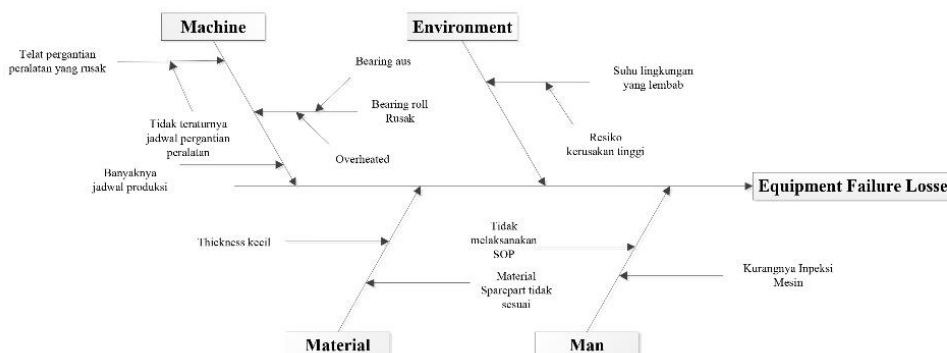 Machine
Environment
Telat pergantian
peralatan yang rusak
Bearing aus
Suhu lingkungan
yang lembab
Bearing roll
Rusak
Tidak teraturnya
jadwal pergantian
peralatan
Resiko
kerusakan tinggi
Overheated
Banyaknya
jadwal produksi
Equipment Failure Losse
Thickness kecil
Tidak
melaksanakan
SOP
Material
Sparepart tidak
sesuai
Kurangnya Inpeksi
Mesin
Material
Man